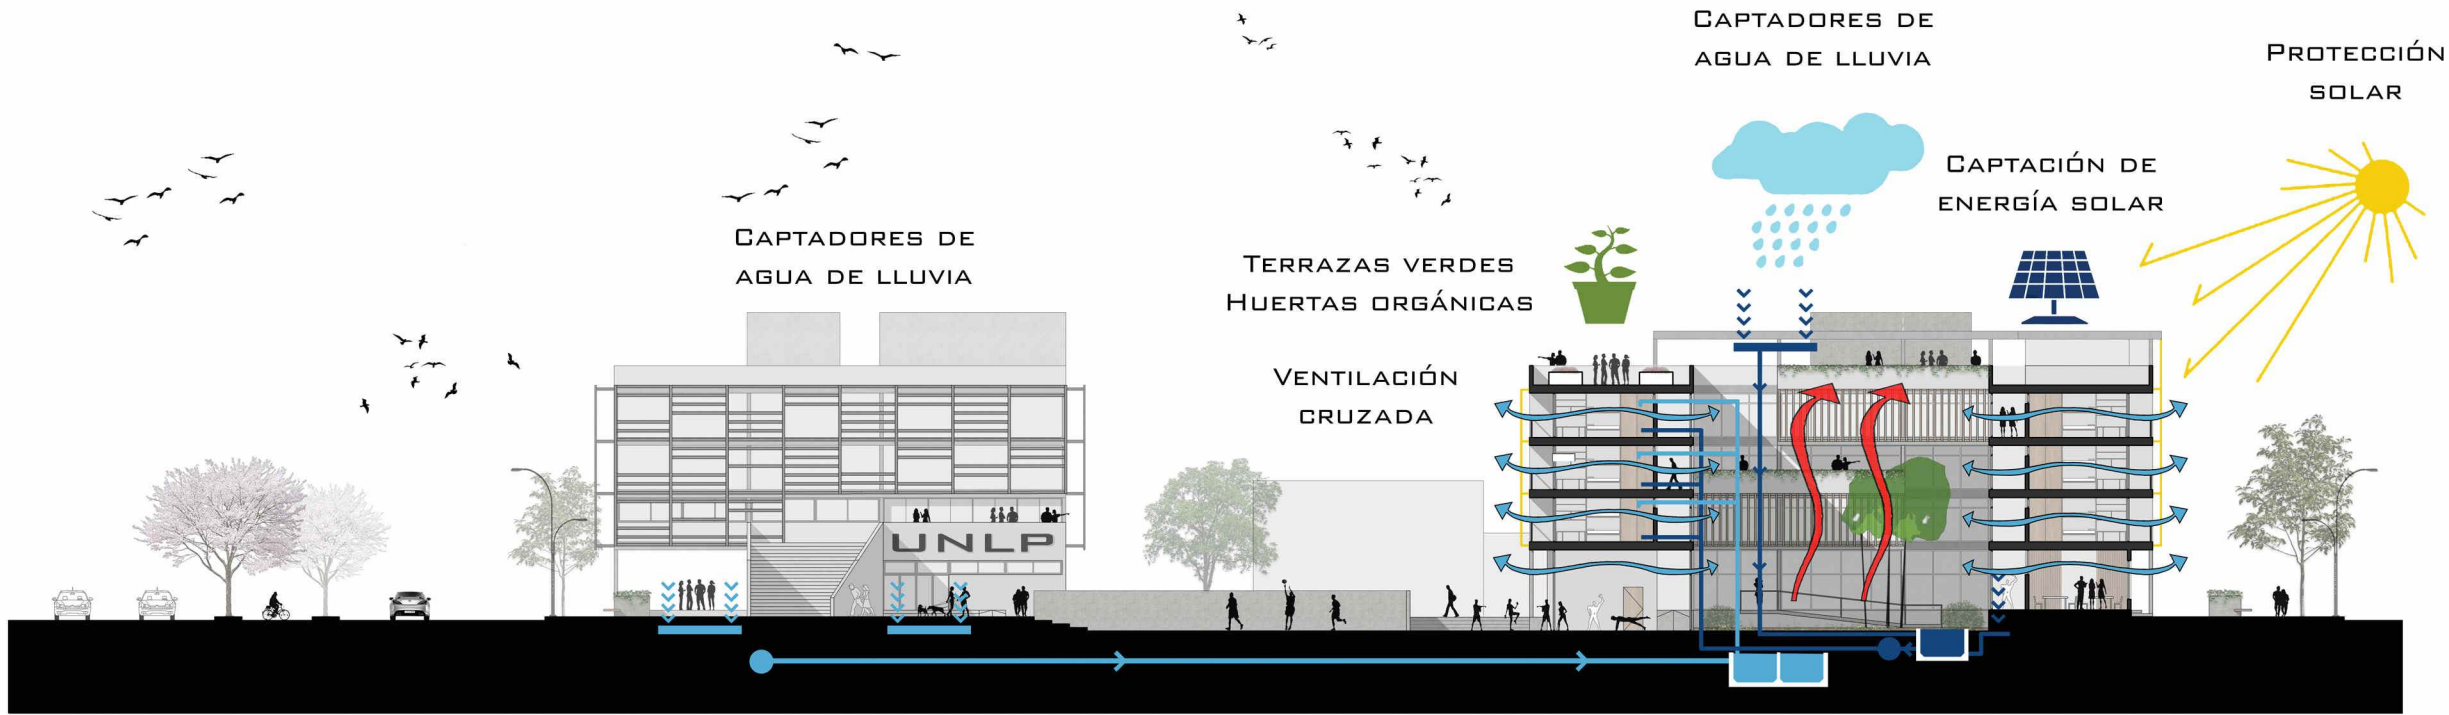 CAPTADORES DE
AGUA DE LLUVIA
UNLP
TERRAZAS VERDES
HUERTAS ORGÁNICAS
VENTILACIÓN
CRUZADA
CAPTADORES DE
AGUA DE LLUVIA
CAPTACIÓN DE
ENERGÍA SOLAR
PROTECCIÓN
SOLAR